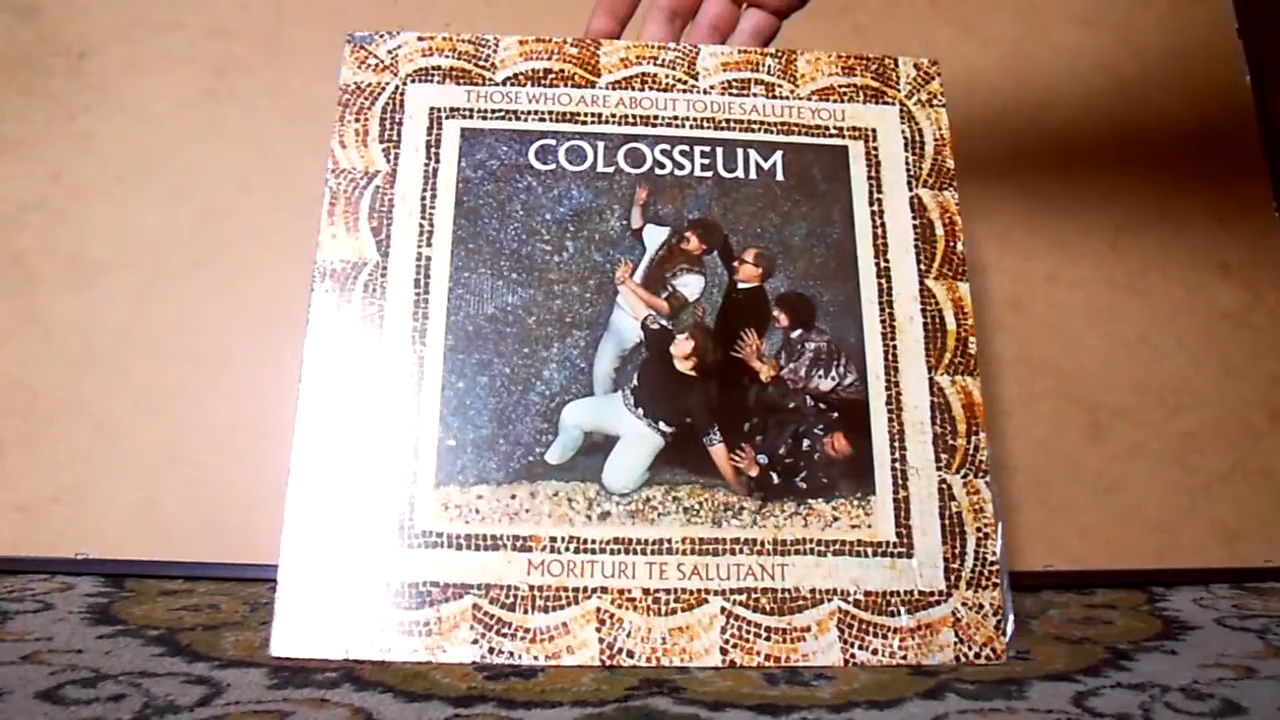 THOSE WHO ARE ABOUT TO DIE SALUTE YOU
COLOSSEUM
MORITURI TE SALUTANT